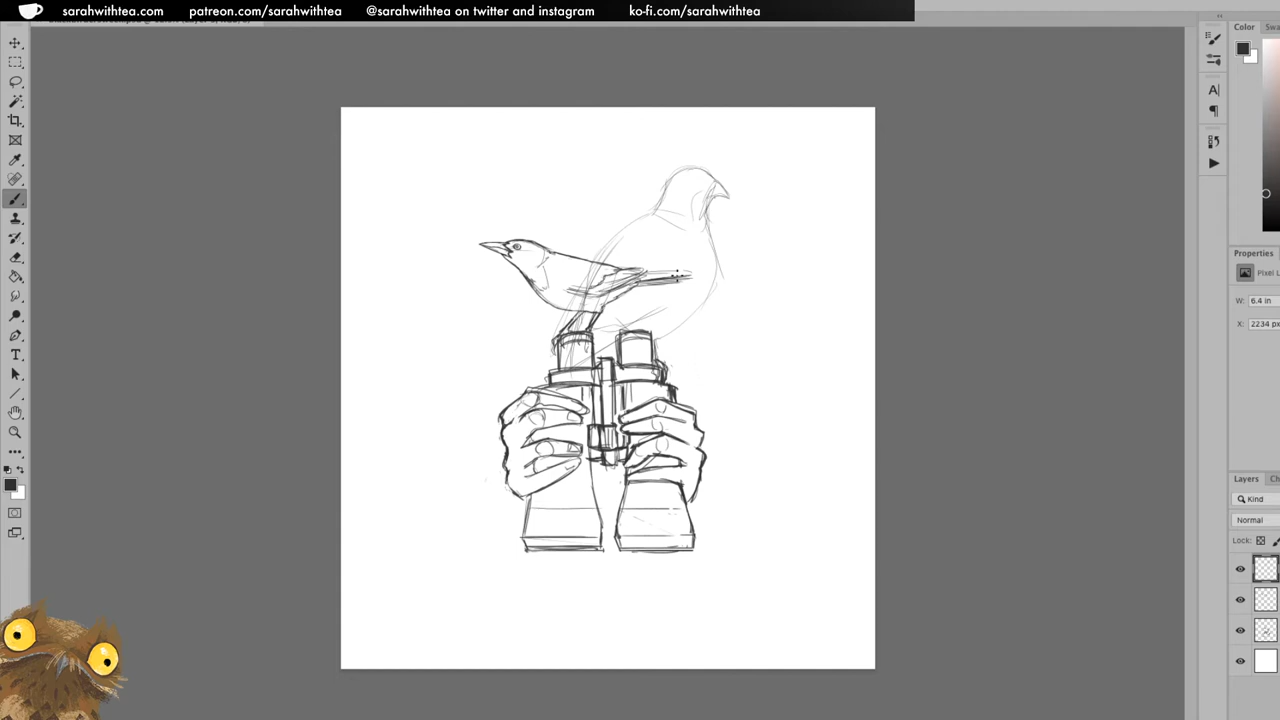 sarahwithtea.com patreon.com/sarahwithtea @sarahwithtea on twitter and instagram ko-fi.com/sarahwithtea
Color
Properties
W: 6.4 in
X: 2234 px
Layers
Kind
Normal
Lock: